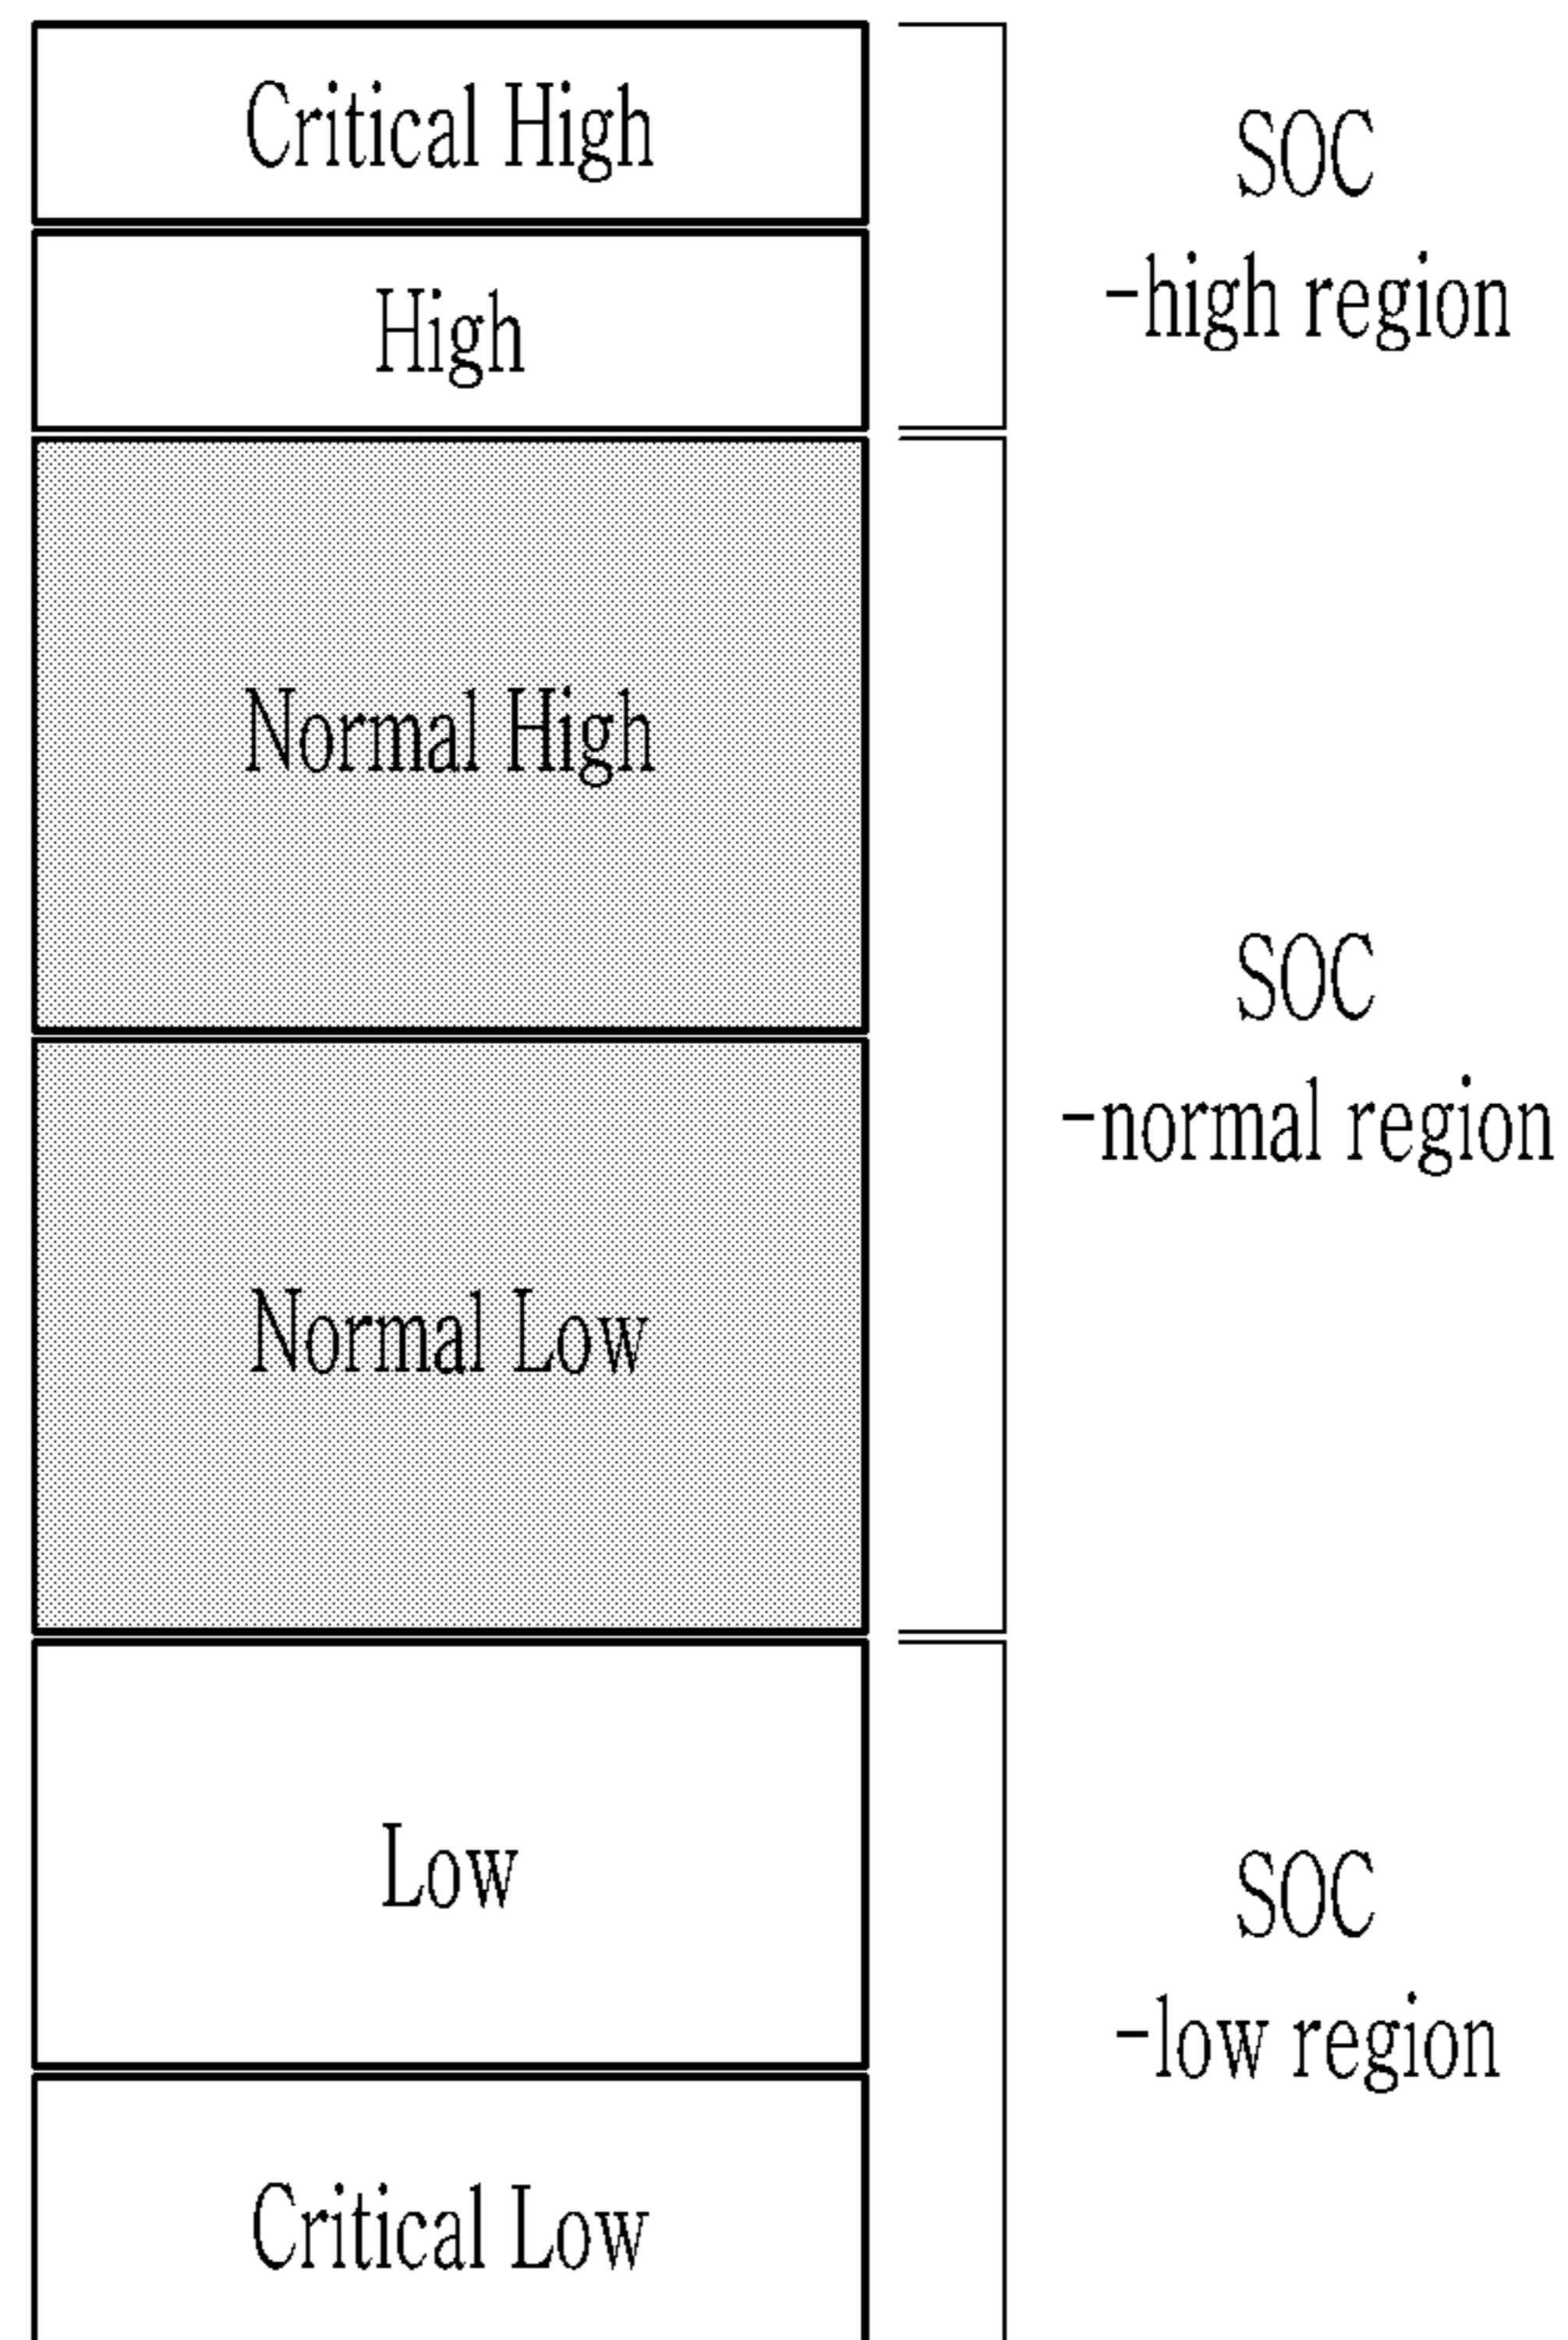 Critical High
High
SOC
-high region
Normal High
Normal Low
SOC
-normal region
Low
Critical Low
SOC
-low region